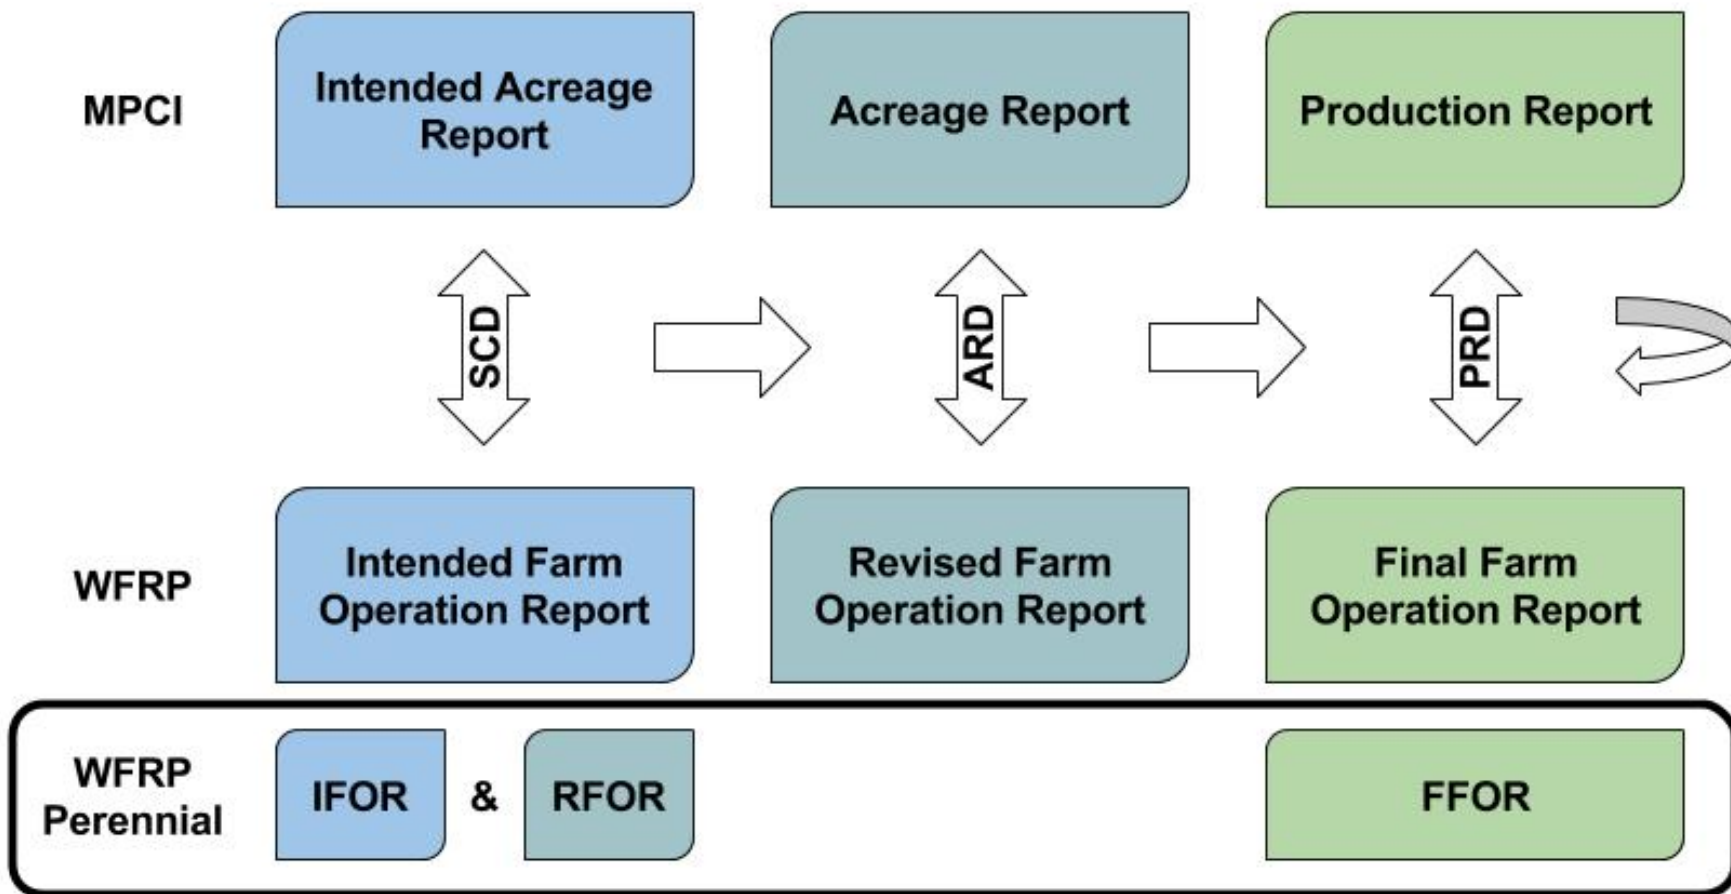 MPCI
Intended Acreage
Report
Acreage Report
Production Report
SCD
ARD
PRD
WFRP
Intended Farm
Operation Report
Revised Farm
Operation Report
Final Farm
Operation Report
WFRP
Perennial
IFOR & RFOR
FFOR